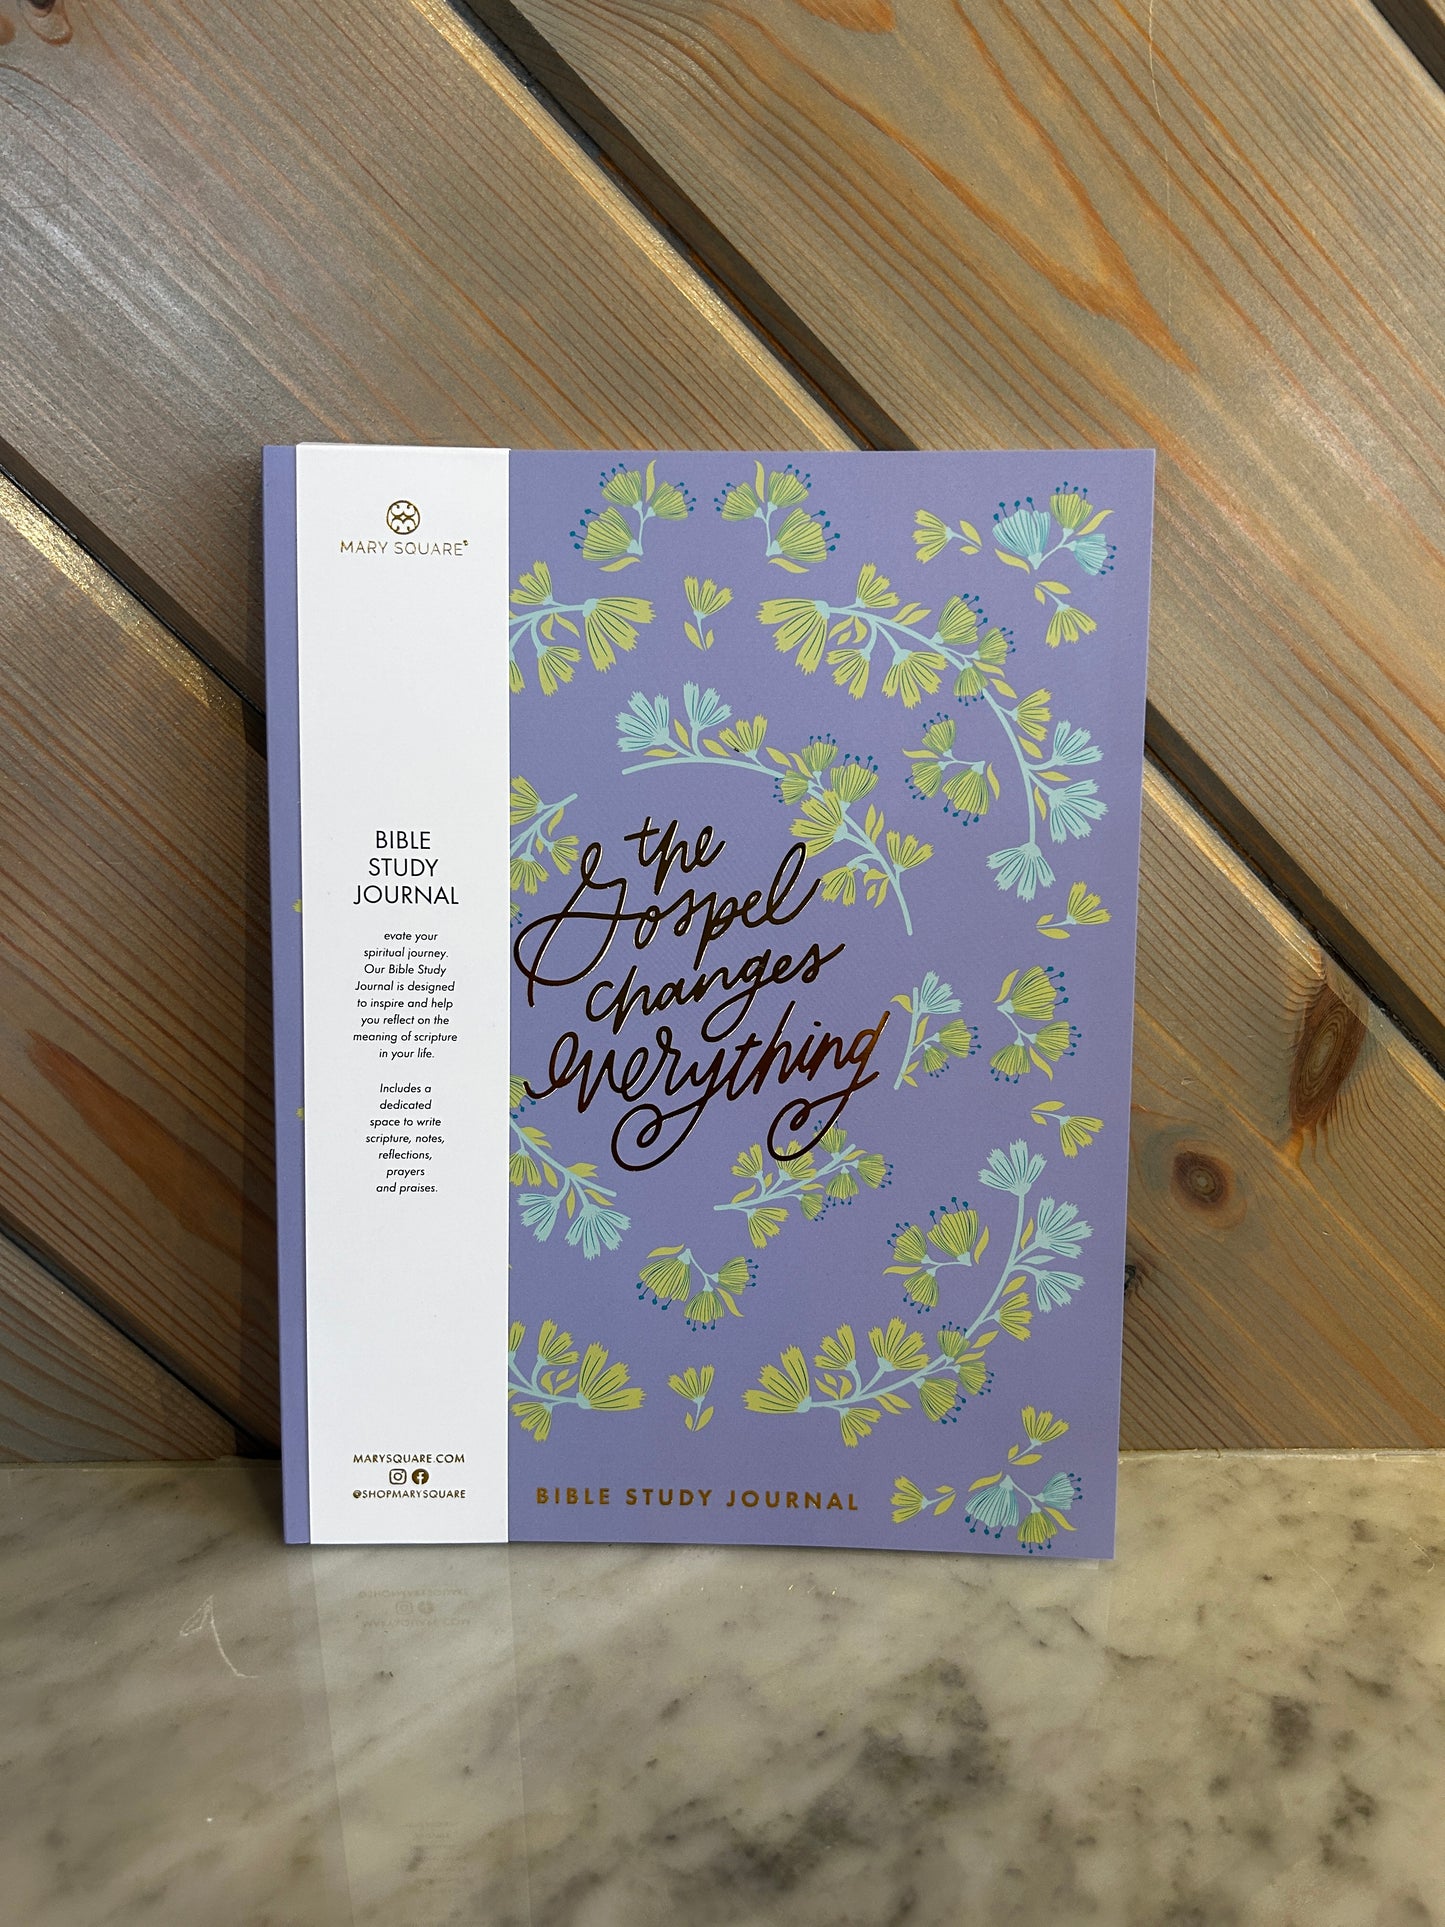 MARY SQUARE
BIBLE
STUDY
JOURNAL
evate your
spiritual journey.
Our Bible Study
Journal is designed
to inspire and help
you reflect on the
meaning of scripture
in your life.
Includes a
dedicated
space to write
scripture, notes,
reflections,
prayers
and praises.
MARYSQUARE.COM
@SHOPMARYSQUARE
the
Gospel
changes
everything
BIBLE STUDY JOURNAL